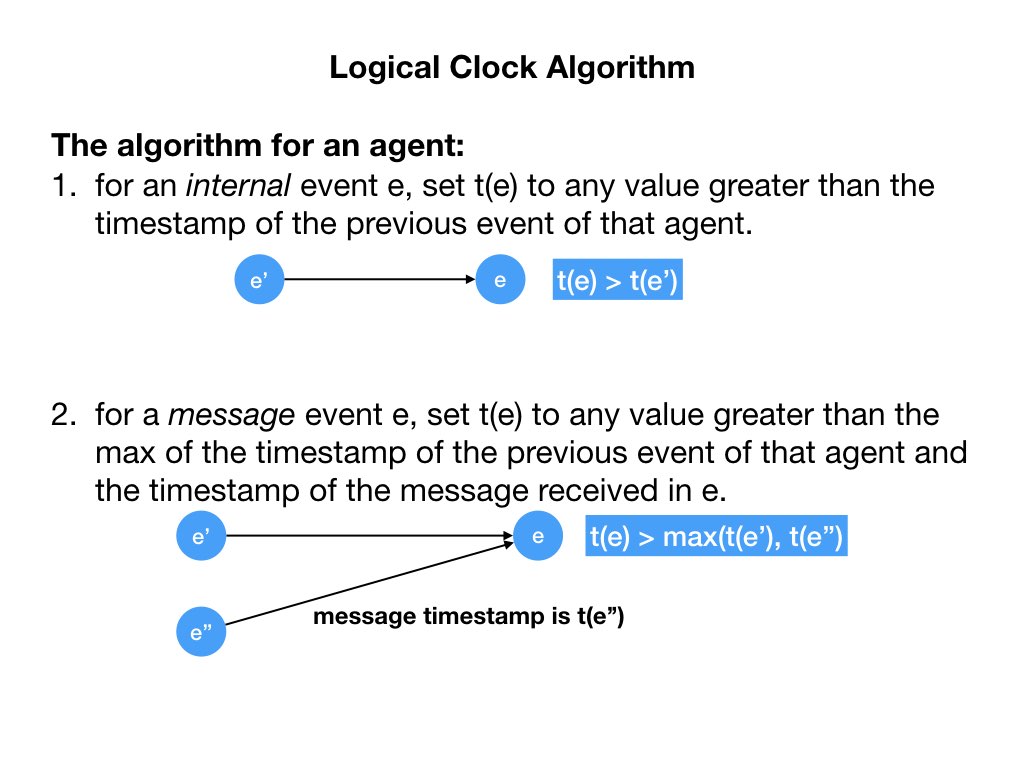 Logical Clock Algorithm
The algorithm for an agent:
1. for an internal event e, set t(e) to any value greater than the
timestamp of the previous event of that agent.
e’
e
t(e) > t(e’)
2. for a message event e, set t(e) to any value greater than the
max of the timestamp of the previous event of that agent and
the timestamp of the message received in e.
e’
e
t(e) > max(t(e’), t(e”)
message timestamp is t(e”)
e”